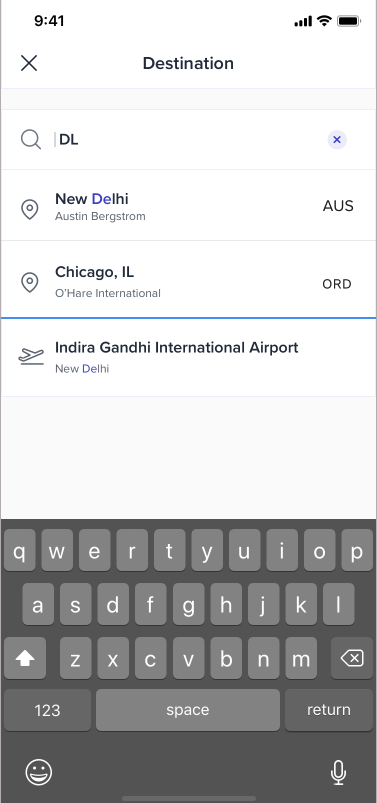 9:41
Destination
DL
New Delhi
Austin Bergstrom
AUS
Chicago, IL
O'Hare International
ORD
Indira Gandhi International Airport
New Delhi
q w e r t y u i o p
a s d f g h j k l
z x c v b n m
123 space return